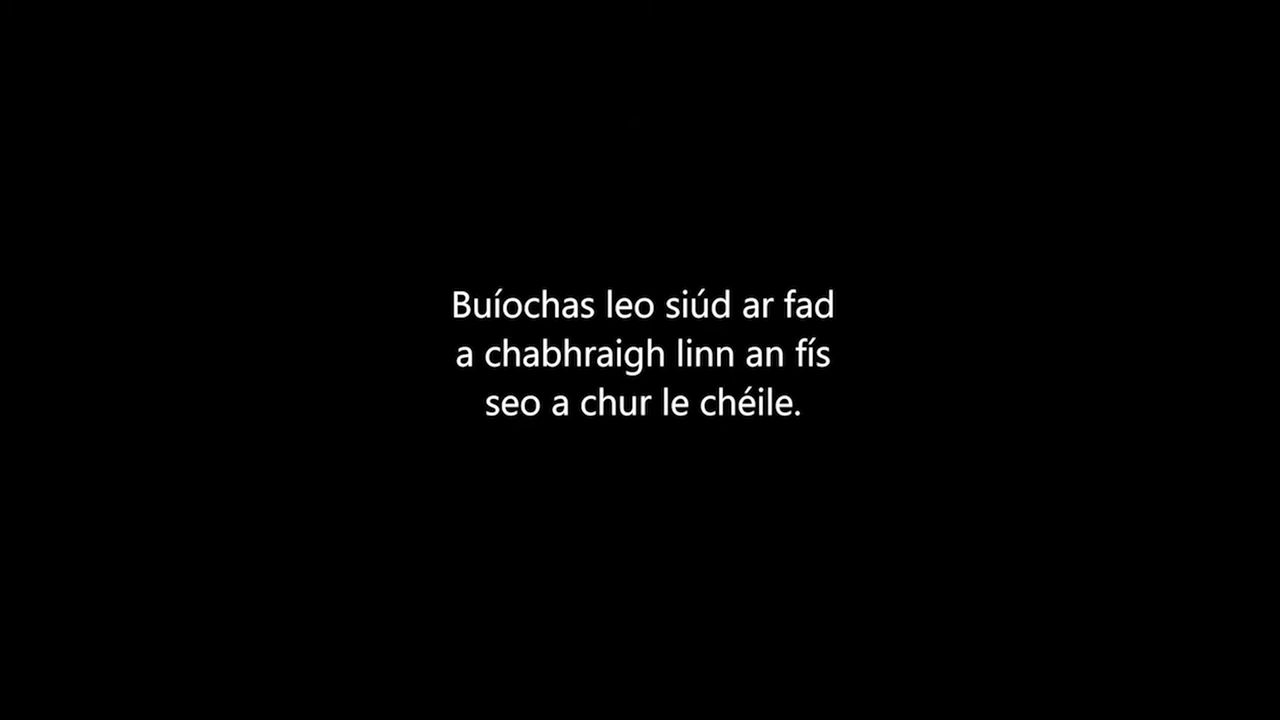 Buíochas leo siúd ar fad
a chabhraigh linn an fís
seo a chur le chéile.